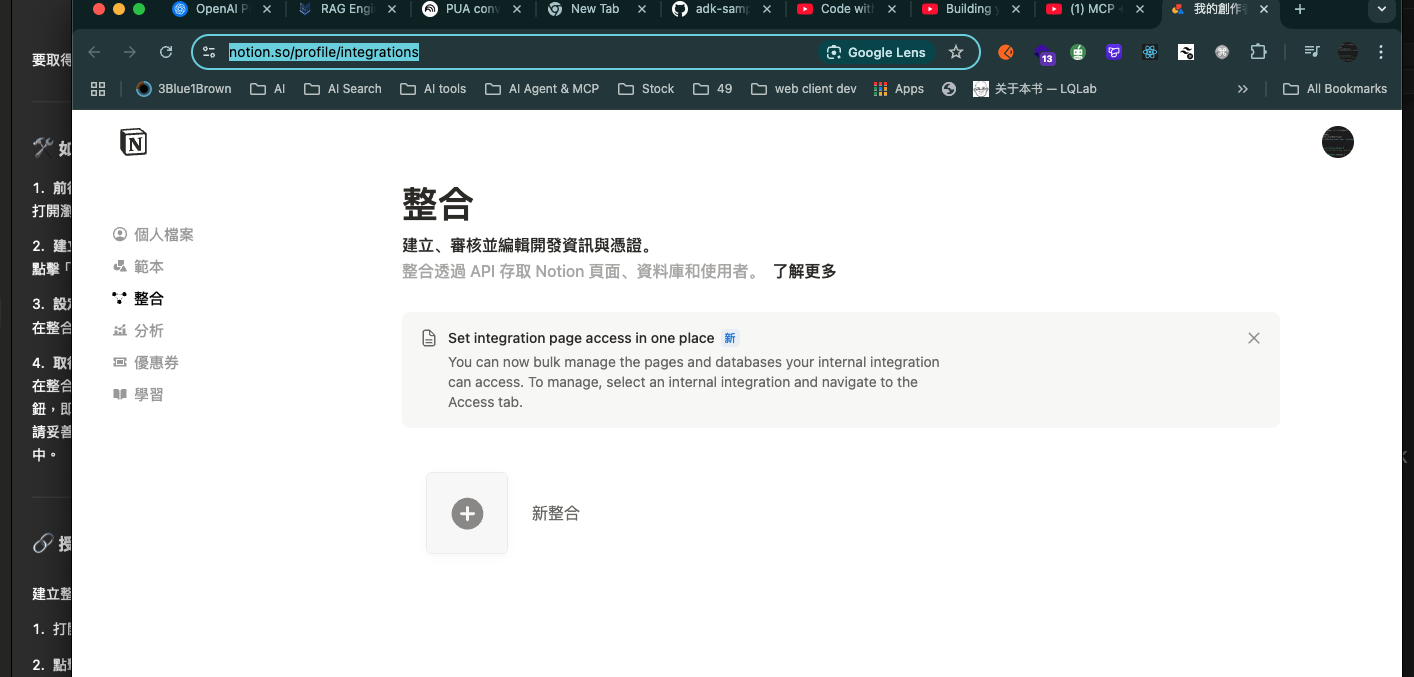 OpenAI P
RAG Engi
PUA conv
New Tab
adk-samp
Code with
Building y
(1) MCP
我的創作
notion.so/profile/integrations
Google Lens
13
3Blue1Brown
AI
AI Search
AI tools
AI Agent & MCP
Stock
49
web client dev
Apps
关于本书 — LQLab
All Bookmarks
要取得
如
1. 前往
打開瀏
2. 建立
點擊「
3. 設定
在整合
4. 取得
在整合
鈕，即
請妥善
中。
授
建立整
1. 打開
2. 點擊
N
個人檔案
範本
整合
分析
優惠券
學習
整合
建立、審核並編輯開發資訊與憑證。
整合透過 API 存取 Notion 頁面、資料庫和使用者。 了解更多
Set integration page access in one place 新
You can now bulk manage the pages and databases your internal integration
can access. To manage, select an internal integration and navigate to the
Access tab.
新整合